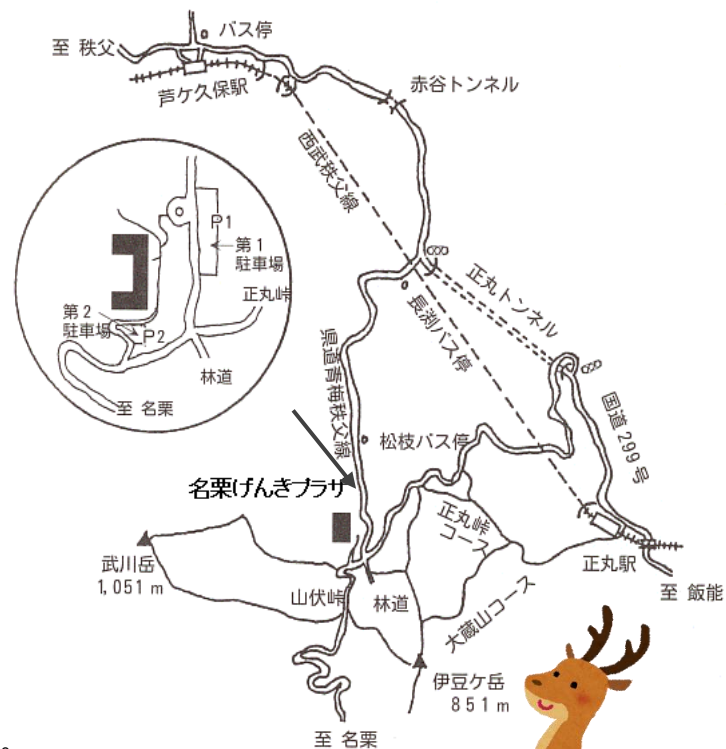 バス停
至 秩父
芦ケ久保駅
赤谷トンネル
西武秩父線
P1
第1
駐車場
正丸峠
第2
駐車場
P2
林道
至 名栗
正丸トンネル
長渕バス停
県道青梅秩父線
松枝バス停
国道299号
名栗げんきプラザ
正丸峠
コース
武川岳
1,051m
山伏峠
林道
大蔵山コース
正丸駅
至 飯能
伊豆ケ岳
851m
至 名栗